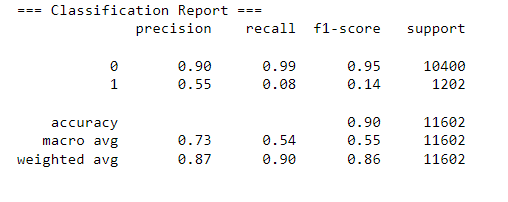 === Classification Report ===
precision recall f1-score support
0 0.90 0.99 0.95 10400
1 0.55 0.08 0.14 1202
accuracy 0.90 11602
macro avg 0.73 0.54 0.55 11602
weighted avg 0.87 0.90 0.86 11602